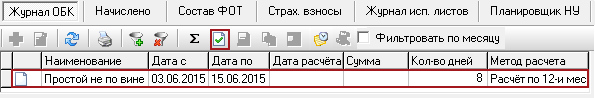 Журнал ОБК Начислено Состав ФОТ Страх. взносы Журнал исп. листов Планировщик НУ
Σ Фильтровать по месяцу
Наименование Дата с Дата по Дата расчёта Сумма Кол-во дней Метод расчета
Простой не по вине 03.06.2015 15.06.2015 8 Расчёт по 12-и мес